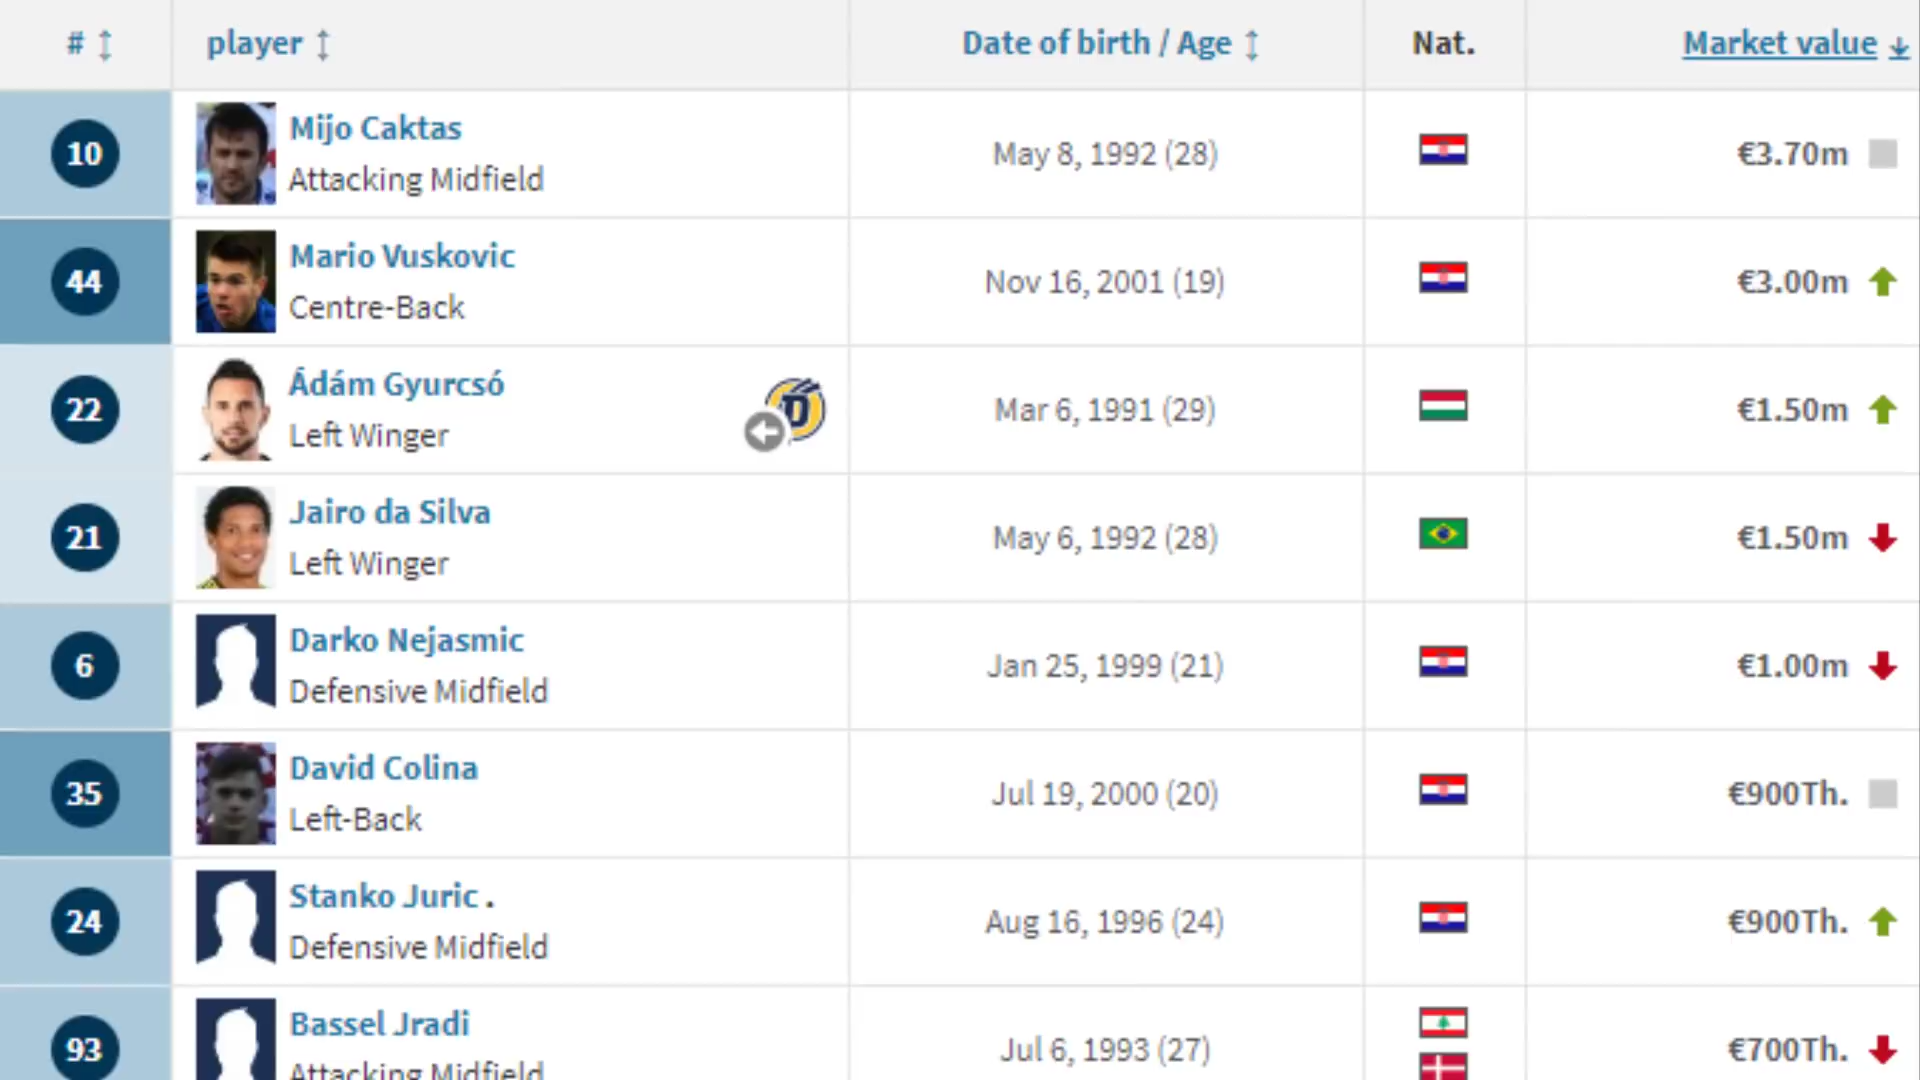 # player Date of birth / Age Nat. Market value
10 Mijo Caktas May 8, 1992 (28) €3.70m
Attacking Midfield
44 Mario Vuskovic Nov 16, 2001 (19) €3.00m
Centre-Back
22 Ádám Gyurcsó D Mar 6, 1991 (29) €1.50m
Left Winger
21 Jairo da Silva May 6, 1992 (28) €1.50m
Left Winger
6 Darko Nejasmic Jan 25, 1999 (21) €1.00m
Defensive Midfield
35 David Colina Jul 19, 2000 (20) €900Th.
Left-Back
24 Stanko Juric . Aug 16, 1996 (24) €900Th.
Defensive Midfield
93 Bassel Jradi Jul 6, 1993 (27) €700Th.
Attacking Midfield